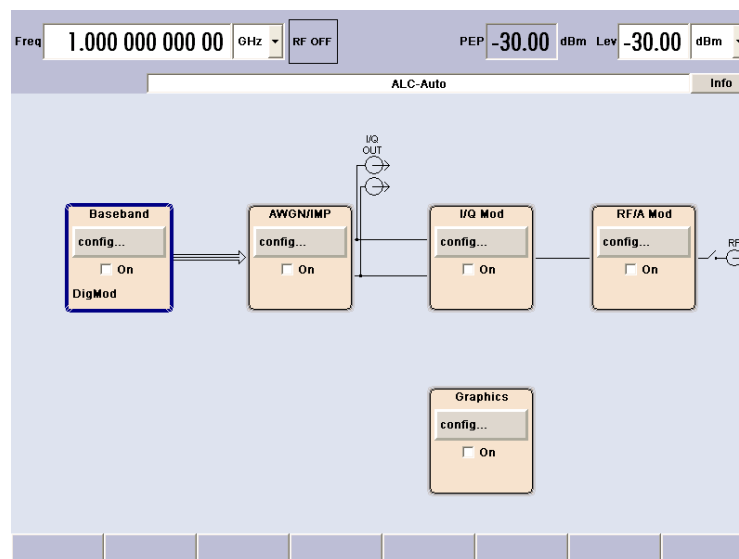 Freq 1.000 000 000 00 GHz RF OFF PEP -30.00 dBm Lev -30.00 dBm
ALC-Auto Info
I/Q
OUT
Baseband AWGN/IMP I/Q Mod RF/A Mod
config... config... config... config... RF
On On On On
DigMod
Graphics
config...
On